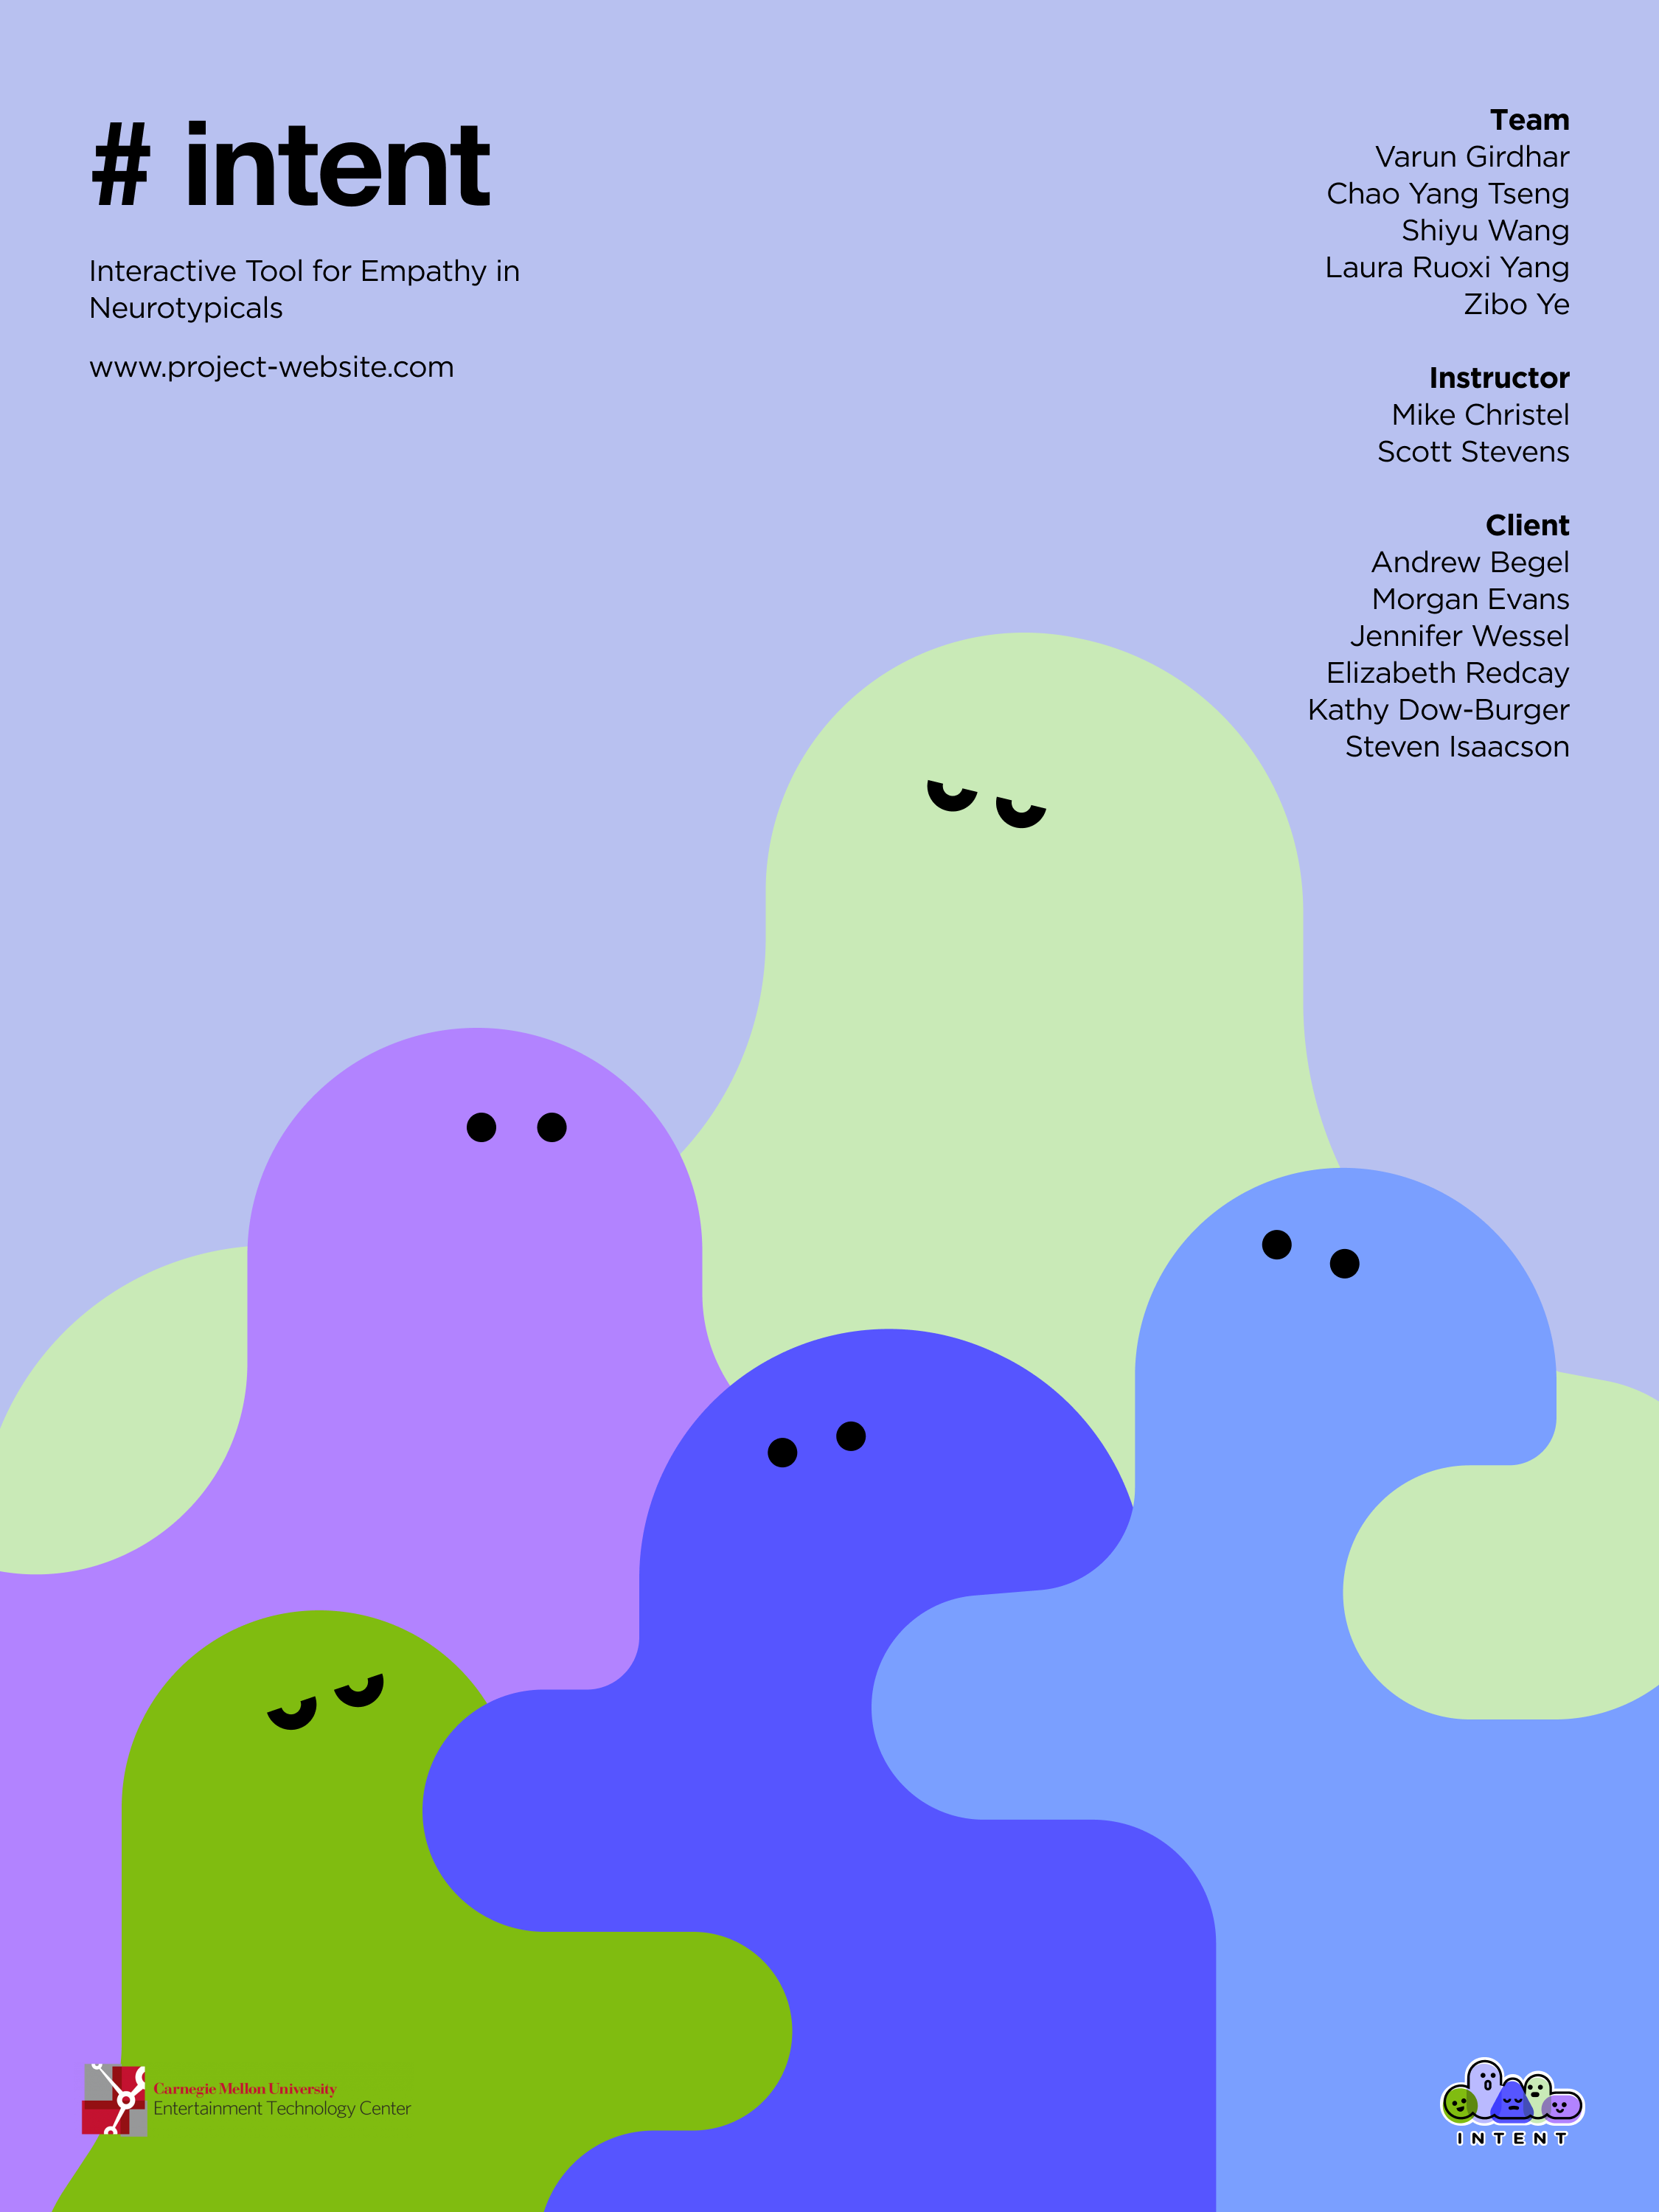 # intent
Interactive Tool for Empathy in
Neurotypicals
www.project-website.com
Team
Varun Girdhar
Chao Yang Tseng
Shiyu Wang
Laura Ruoxi Yang
Zibo Ye
Instructor
Mike Christel
Scott Stevens
Client
Andrew Begel
Morgan Evans
Jennifer Wessel
Elizabeth Redcay
Kathy Dow-Burger
Steven Isaacson
Carnegie Mellon University
Entertainment Technology Center
INTENT